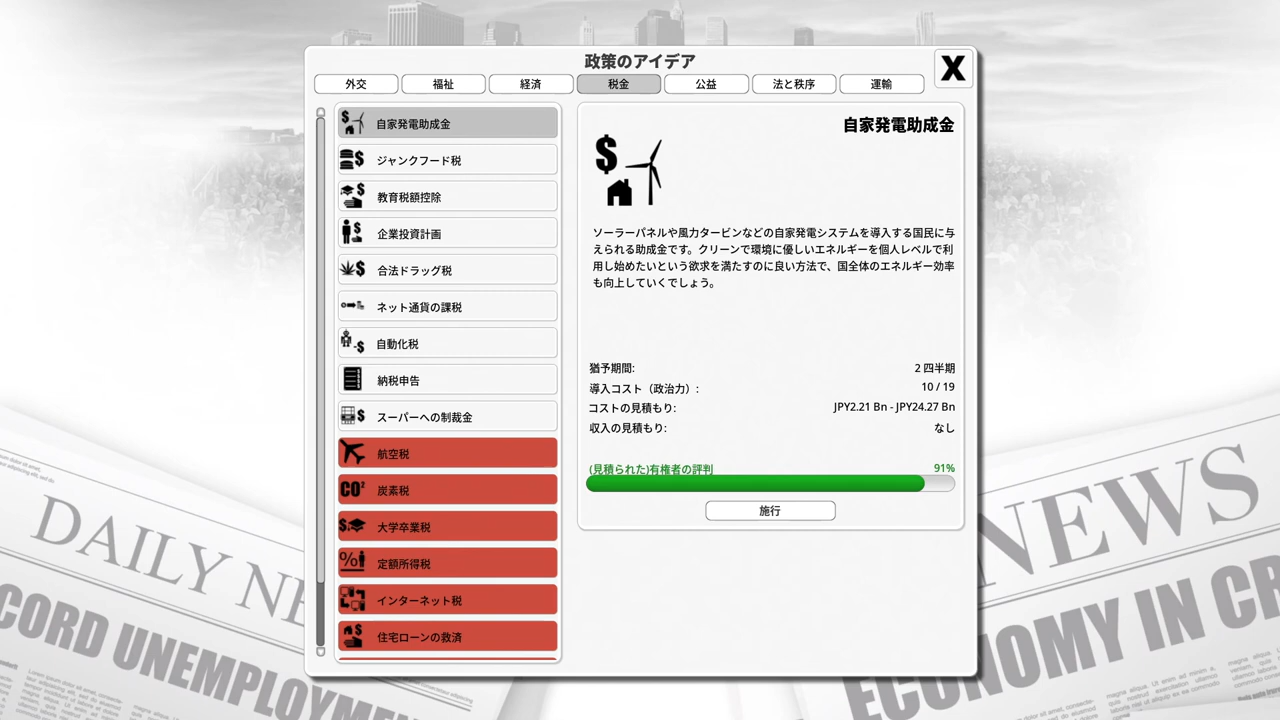 政策のアイデア
X
外交
福祉
経済
税金
公益
法と秩序
運輸
自家発電助成金
ジャンクフード税
教育税額控除
企業投資計画
合法ドラッグ税
ネット通貨の課税
自動化税
納税申告
スーパーへの制裁金
航空税
CO² 炭素税
大学卒業税
定額所得税
インターネット税
住宅ローンの救済
自家発電助成金
ソーラーパネルや風力タービンなどの自家発電システムを導入する国民に与
えられる助成金です。クリーンで環境に優しいエネルギーを個人レベルで利
用し始めたいという欲求を満たすのに良い方法で、国全体のエネルギー効率
も向上していくでしょう。
猶予期間: 2 四半期
導入コスト（政治力）: 10 / 19
コストの見積もり: JPY2.21 Bn - JPY24.27 Bn
収入の見積もり: なし
(見積られた)有権者の評判 91%
施行
DAILY NE
CORD UNEMPLOYM
NEWS
ECONOMY IN CR